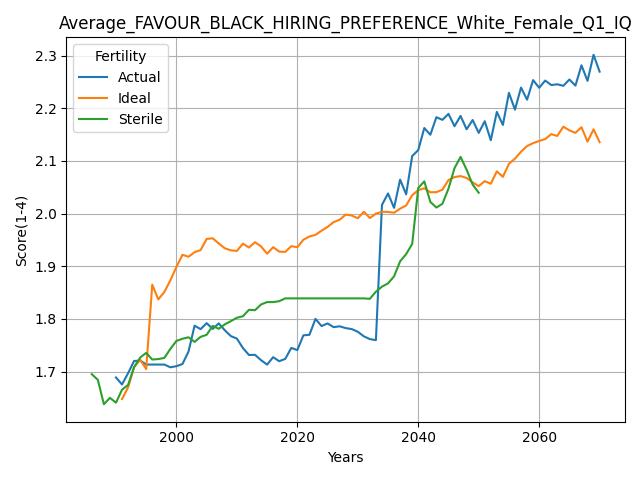 Average_FAVOUR_BLACK_HIRING_PREFERENCE_White_Female_Q1_IQ
Fertility
Actual
Ideal
Sterile
Score(1-4)
2.3
2.2
2.1
2.0
1.9
1.8
1.7
2000
2020
2040
2060
Years